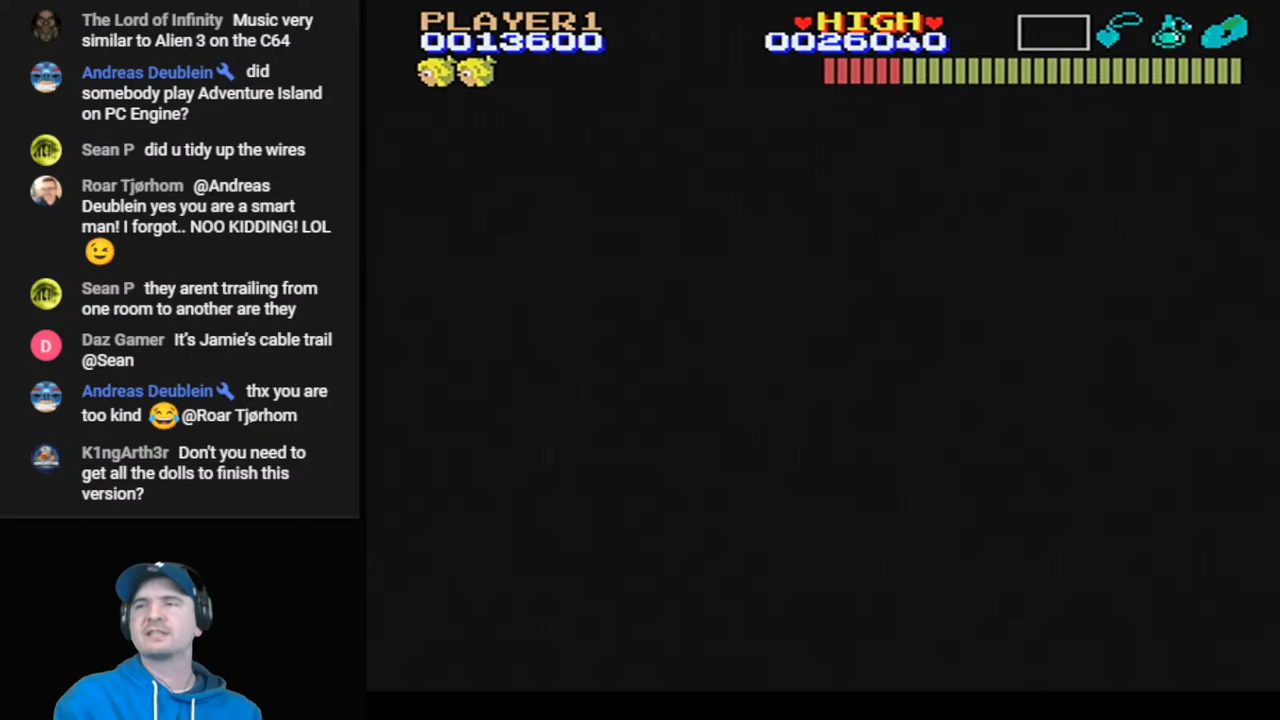 The Lord of Infinity Music very
similar to Alien 3 on the C64
Andreas Deublein did
somebody play Adventure Island
on PC Engine?
Sean P did u tidy up the wires
Roar Tjørhom @Andreas
Deublein yes you are a smart
man! I forgot.. NOO KIDDING! LOL
Sean P they arent trrailing from
one room to another are they
D Daz Gamer It's Jamie's cable trail
@Sean
Andreas Deublein thx you are
too kind @Roar Tjørhom
K1ngArth3r Don't you need to
get all the dolls to finish this
version?
PLAYER1
0013600
HIGH
0026040